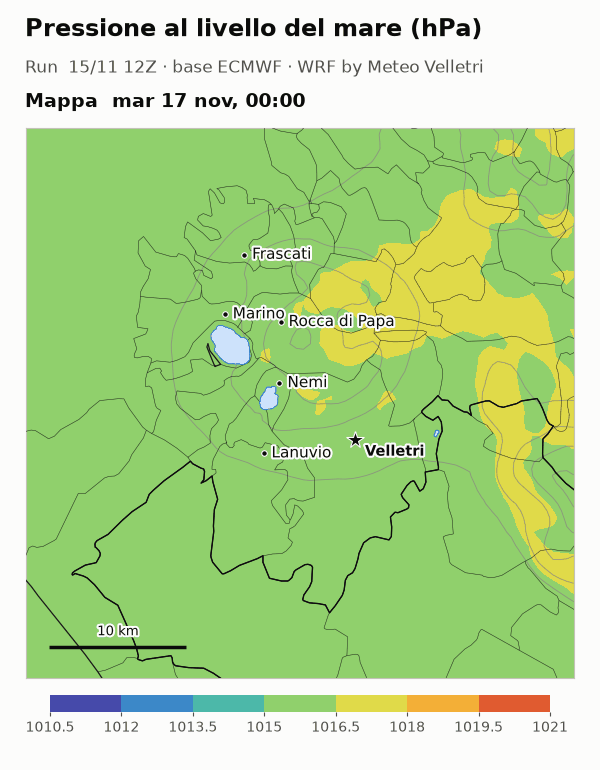 Pressione al livello del mare (hPa)
Run  15/11 12Z · base ECMWF · WRF by Meteo Velletri
Mappa  mar 17 nov, 00:00
Frascati
Marino
Rocca di Papa
Nemi
Velletri
Lanuvio
10 km
1010.5 1012 1013.5 1015 1016.5 1018 1019.5 1021